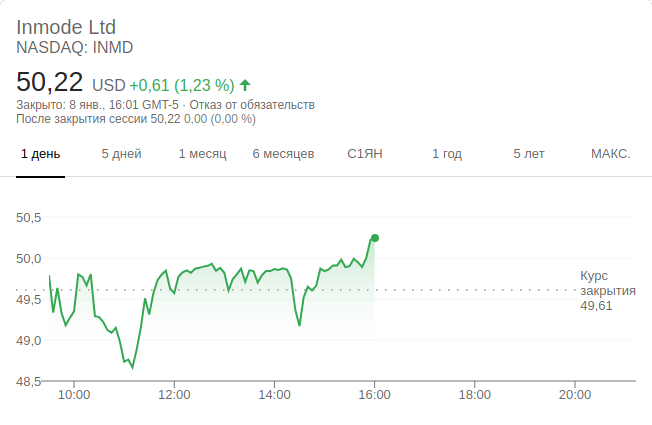 Inmode Ltd
NASDAQ: INMD
50,22 USD +0,61 (1,23 %)
Закрыто: 8 янв., 16:01 GMT-5 · Отказ от обязательств
После закрытия сессии 50,22 0,00 (0,00 %)
1 день 5 дней 1 месяц 6 месяцев С1ЯН 1 год 5 лет МАКС.
50,5
50,0
49,5
49,0
48,5
Курс
закрытия
49,61
10:00 12:00 14:00 16:00 18:00 20:00